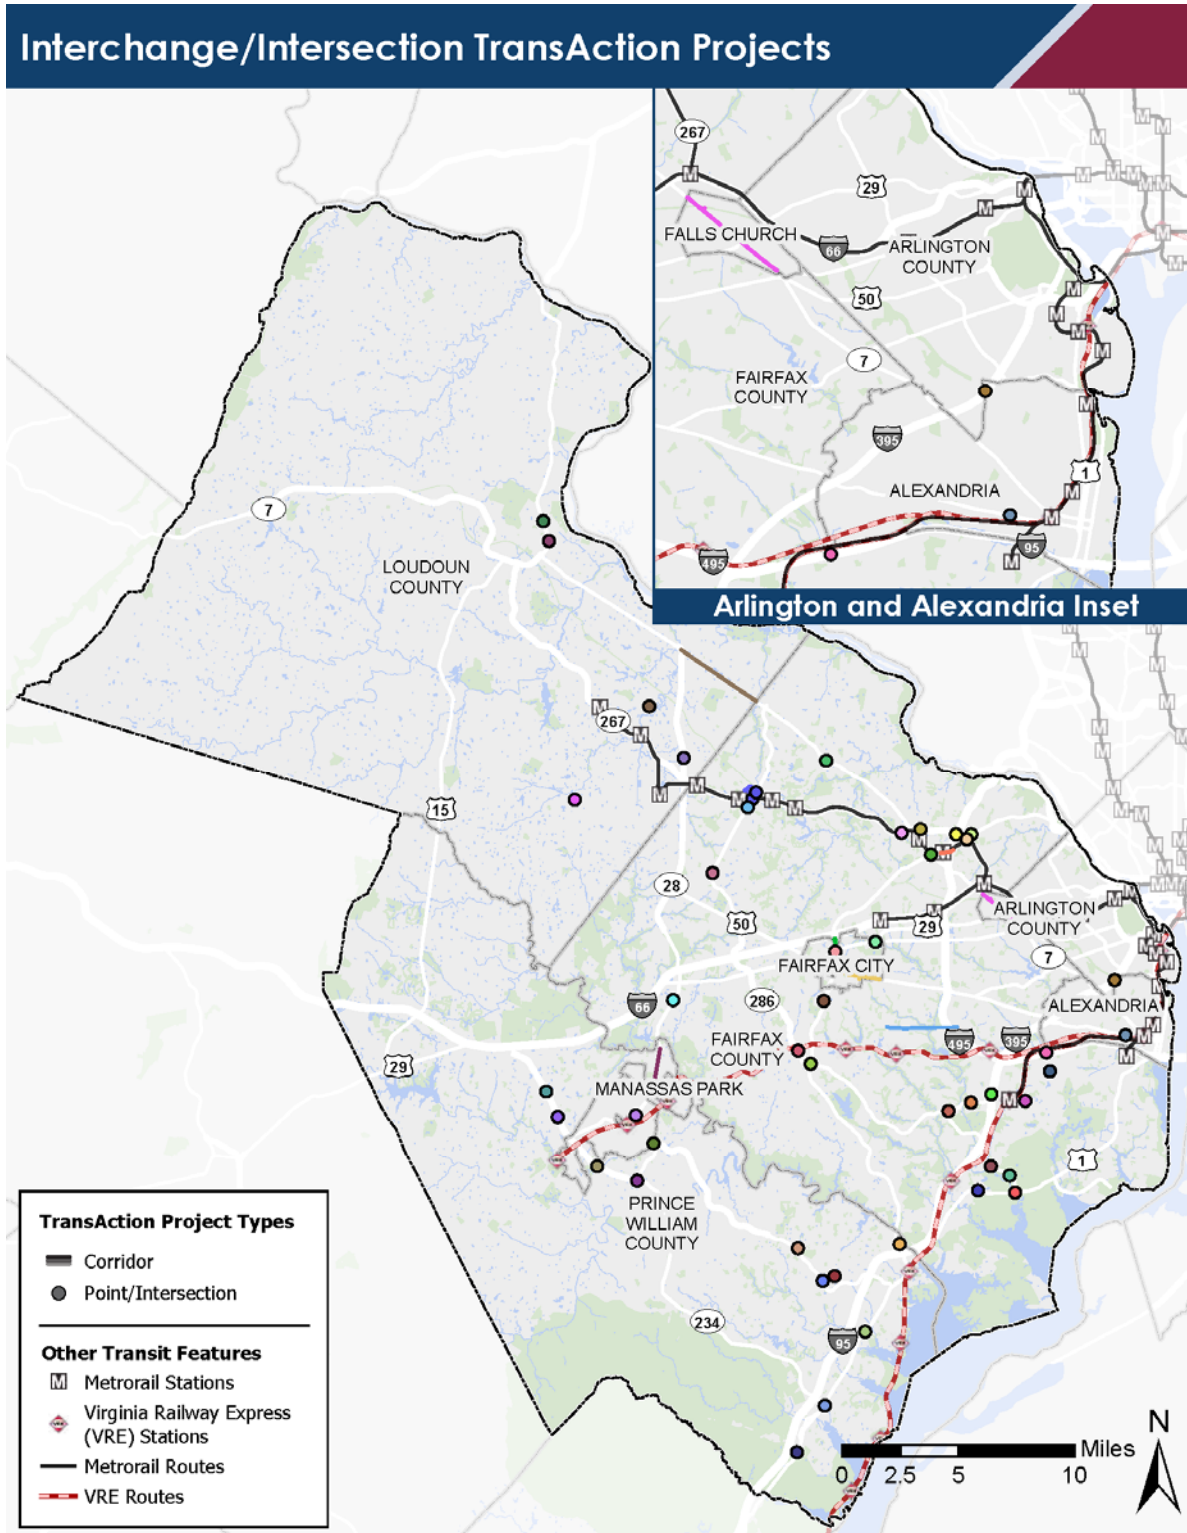 Interchange/Intersection TransAction Projects
267
M
29
FALLS CHURCH
66
ARLINGTON
COUNTY
50
7
FAIRFAX
COUNTY
395
1
ALEXANDRIA
495
95
Arlington and Alexandria Inset
7
LOUDOUN
COUNTY
267
15
28
50
29
ARLINGTON
COUNTY
7
FAIRFAX CITY
66
286
ALEXANDRIA
FAIRFAX
COUNTY
495
395
29
MANASSAS PARK
1
PRINCE
WILLIAM
COUNTY
234
95
TransAction Project Types
Corridor
Point/Intersection
Other Transit Features
M Metrorail Stations
VRE Virginia Railway Express
(VRE) Stations
Metrorail Routes
VRE Routes
Miles
0 2.5 5 10
N